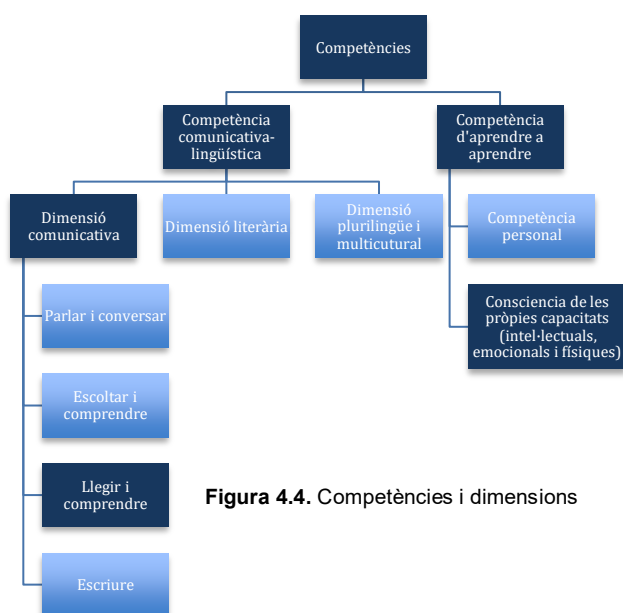 Competències
Competència
comunicativa-
lingüística
Competència
d'aprendre a
aprendre
Dimensió
comunicativa
Dimensió literària
Dimensió
plurilingüe i
multicutural
Competència
personal
Consciencia de les
pròpies capacitats
(intel·lectuals,
emocionals i físiques)
Parlar i conversar
Escoltar i
comprendre
Llegir i
comprendre
Escriure
Figura 4.4. Competències i dimensions